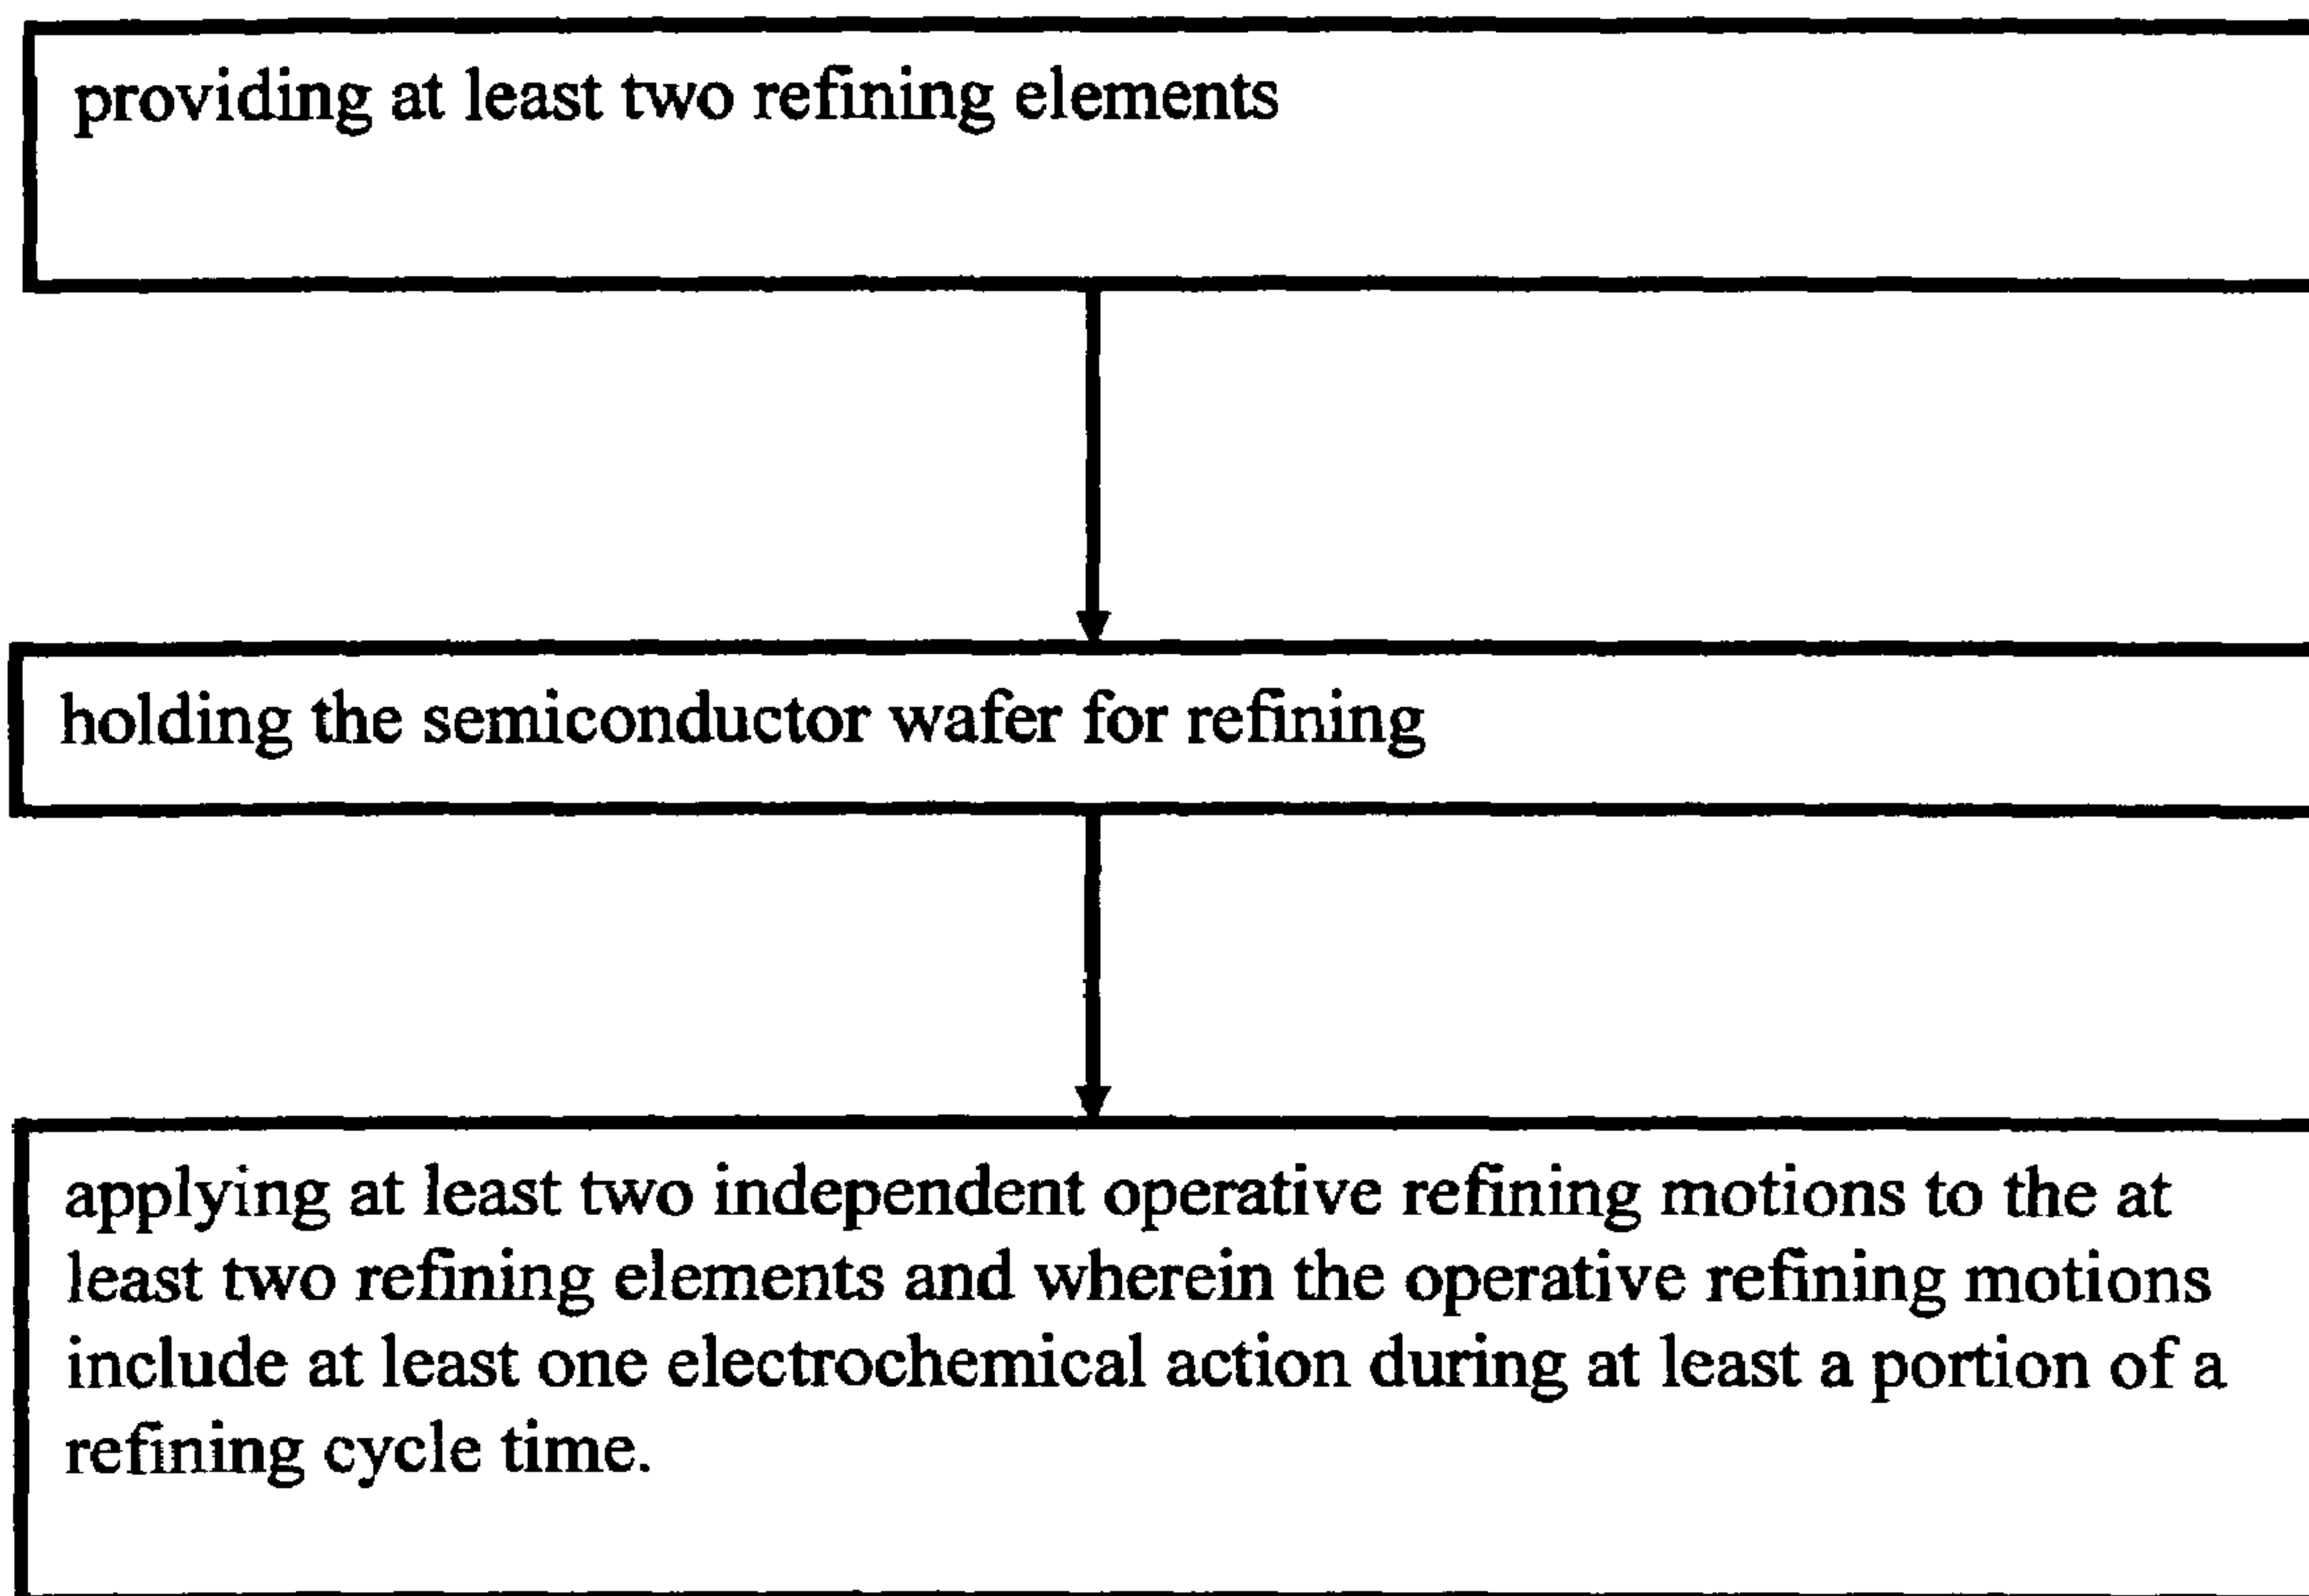 providing at least two refining elements
holding the semiconductor wafer for refining
applying at least two independent operative refining motions to the at
least two refining elements and wherein the operative refining motions
include at least one electrochemical action during at least a portion of a
refining cycle time.